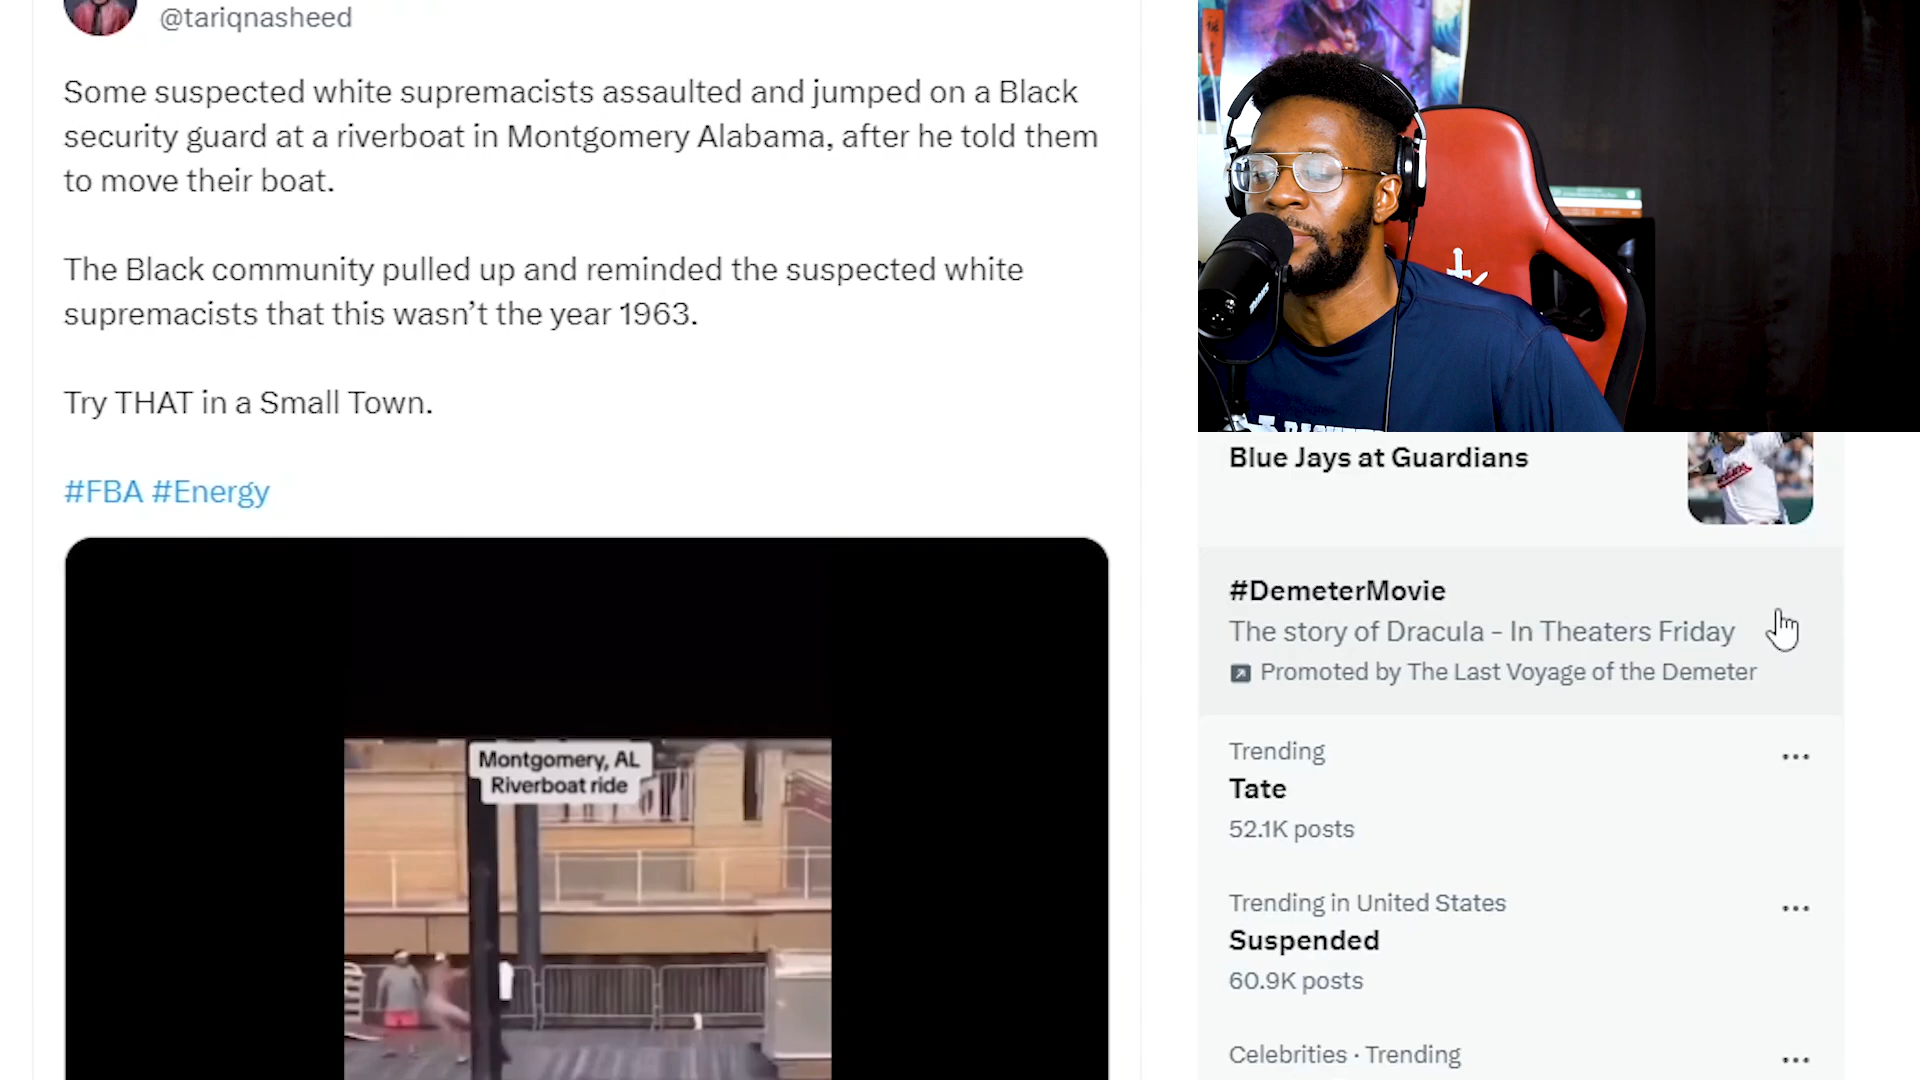 @tariqnasheed
Some suspected white supremacists assaulted and jumped on a Black
security guard at a riverboat in Montgomery Alabama, after he told them
to move their boat.
The Black community pulled up and reminded the suspected white
supremacists that this wasn’t the year 1963.
Try THAT in a Small Town.
#FBA #Energy
Montgomery, AL
Riverboat ride
Blue Jays at Guardians
#DemeterMovie
The story of Dracula - In Theaters Friday
Promoted by The Last Voyage of the Demeter
Trending
Tate
52.1K posts
Trending in United States
Suspended
60.9K posts
Celebrities · Trending